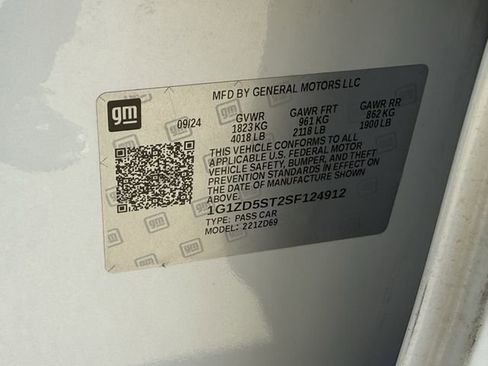 MFD BY GENERAL MOTORS LLC
gm
09/24 GVWR GAWR FRT GAWR RR
1823 KG 961 KG 862 KG
4018 LB 2118 LB 1900 LB
THIS VEHICLE CONFORMS TO ALL
APPLICABLE U.S. FEDERAL MOTOR
VEHICLE SAFETY, BUMPER, AND THEFT
PREVENTION STANDARDS IN EFFECT ON
THE DATE OF MANUFACTURE SHOWN ABOVE.
1G1ZD5ST2SF124912
TYPE: PASS CAR
MODEL: 221ZD69